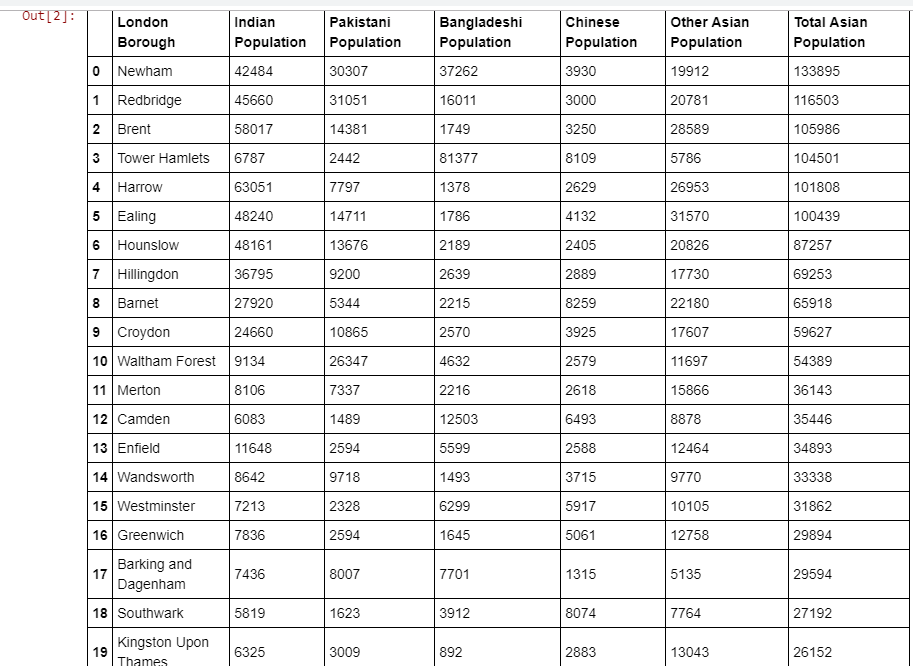 Out[2]:
London Borough Indian Population Pakistani Population Bangladeshi Population Chinese Population Other Asian Population Total Asian Population
0 Newham 42484 30307 37262 3930 19912 133895
1 Redbridge 45660 31051 16011 3000 20781 116503
2 Brent 58017 14381 1749 3250 28589 105986
3 Tower Hamlets 6787 2442 81377 8109 5786 104501
4 Harrow 63051 7797 1378 2629 26953 101808
5 Ealing 48240 14711 1786 4132 31570 100439
6 Hounslow 48161 13676 2189 2405 20826 87257
7 Hillingdon 36795 9200 2639 2889 17730 69253
8 Barnet 27920 5344 2215 8259 22180 65918
9 Croydon 24660 10865 2570 3925 17607 59627
10 Waltham Forest 9134 26347 4632 2579 11697 54389
11 Merton 8106 7337 2216 2618 15866 36143
12 Camden 6083 1489 12503 6493 8878 35446
13 Enfield 11648 2594 5599 2588 12464 34893
14 Wandsworth 8642 9718 1493 3715 9770 33338
15 Westminster 7213 2328 6299 5917 10105 31862
16 Greenwich 7836 2594 1645 5061 12758 29894
17 Barking and Dagenham 7436 8007 7701 1315 5135 29594
18 Southwark 5819 1623 3912 8074 7764 27192
19 Kingston Upon Thames 6325 3009 892 2883 13043 26152